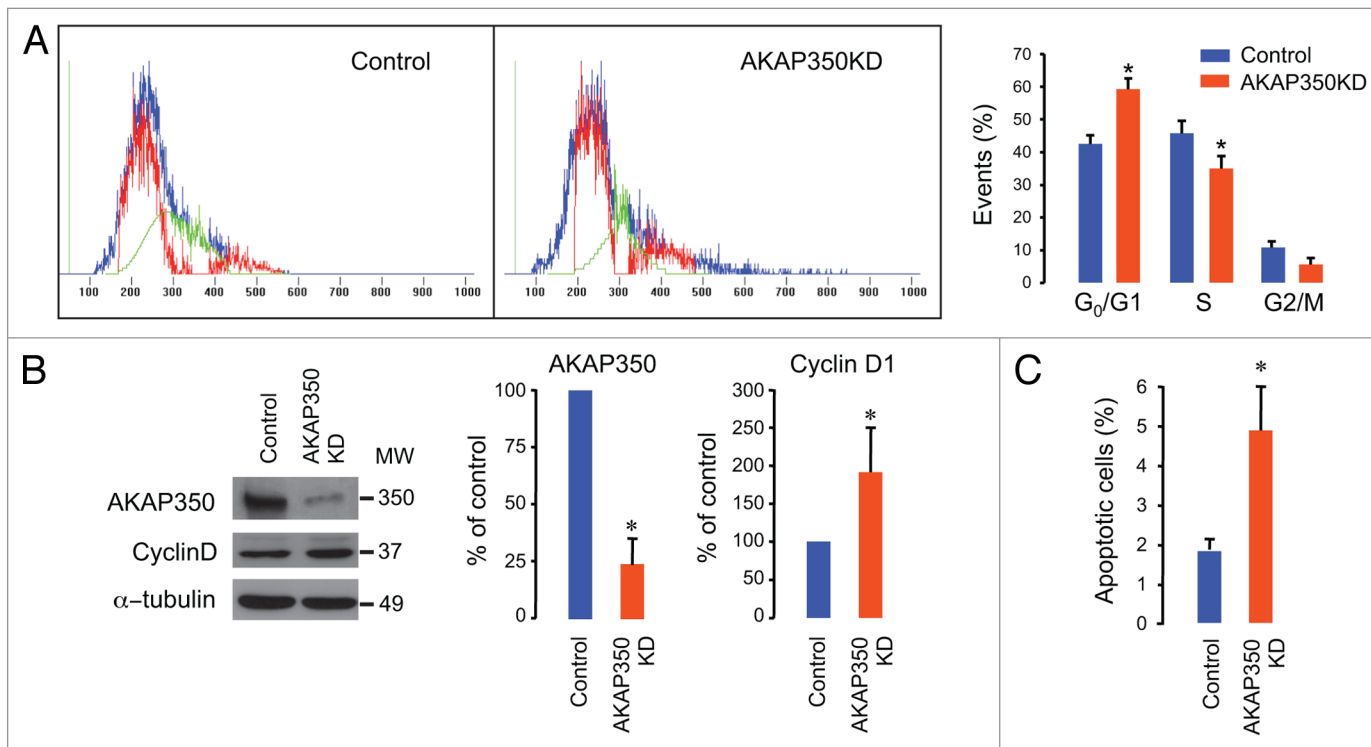 A
Control
100 200 300 400 500 600 700 800 900 1000
AKAP350KD
100 200 300 400 500 600 700 800 900 1000
Events (%)
70
60
50
40
30
20
10
0
*
*
Control
AKAP350KD
G₀/G1 S G2/M
B
Control
AKAP350
KD
MW
AKAP350
350
CyclinD
37
α–tubulin
49
AKAP350
% of control
100
75
50
25
0
*
Control
AKAP350
KD
Cyclin D1
% of control
300
250
200
150
100
50
0
*
Control
AKAP350
KD
C
Apoptotic cells (%)
6
5
4
3
2
1
0
*
Control
AKAP350
KD